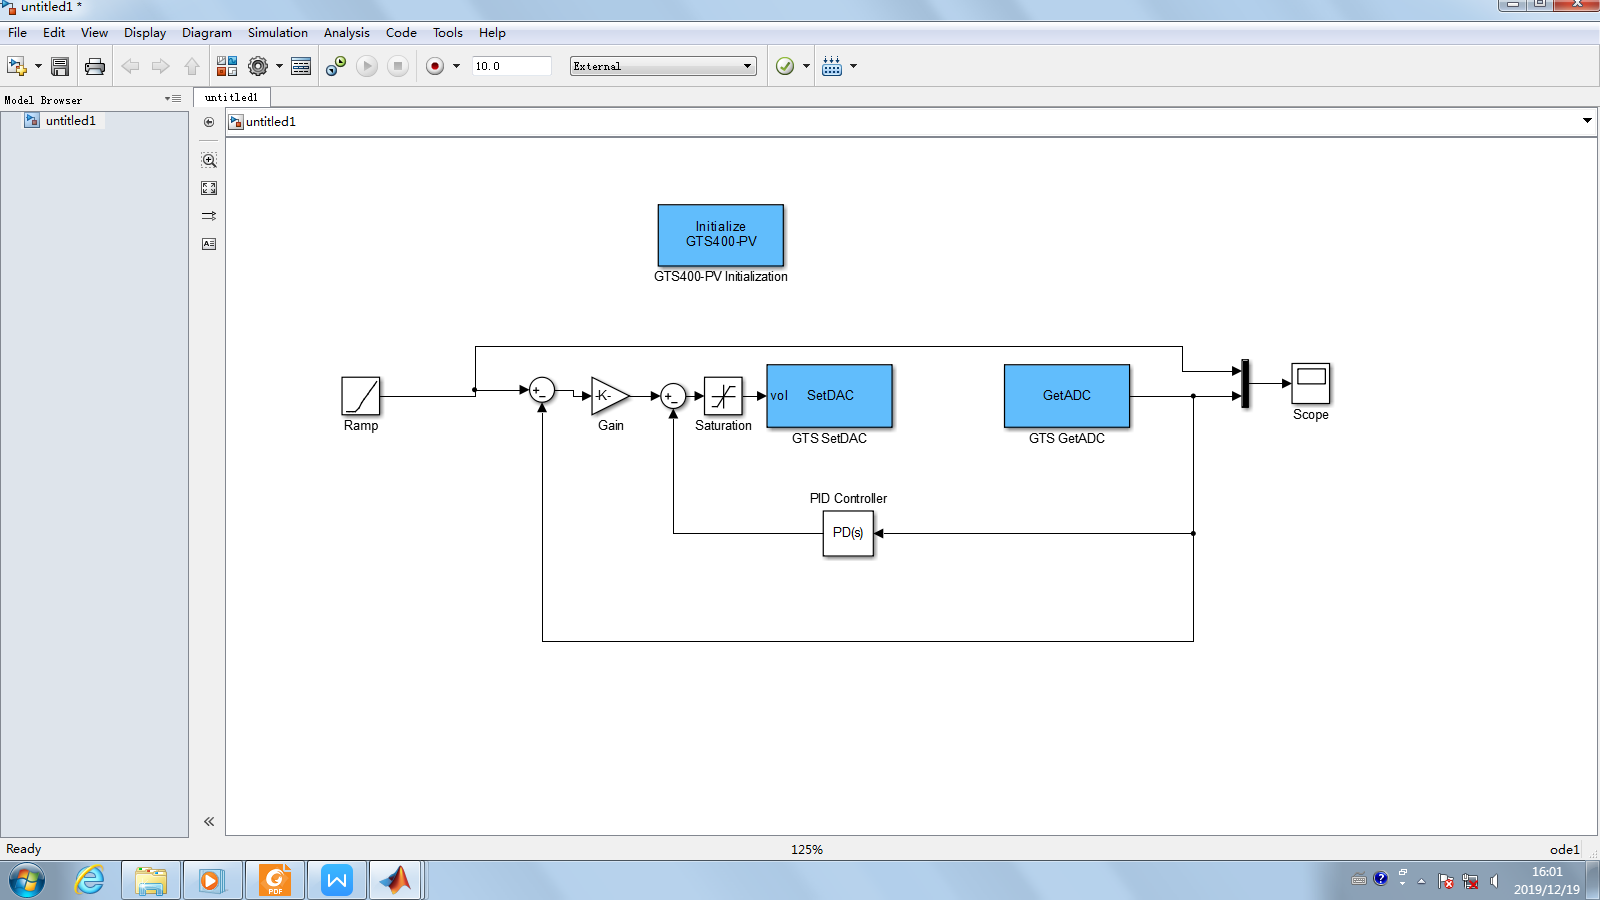 untitled1 *
File Edit View Display Diagram Simulation Analysis Code Tools Help
10.0 External
Model Browser untitled1
untitled1 untitled1
Initialize
GTS400-PV
GTS400-PV Initialization
Ramp
+
_
-K-
Gain
+
_
Saturation
vol SetDAC
GTS SetDAC
GetADC
GTS GetADC
Scope
PID Controller
PD(s)
Ready 125% ode1
PDF
W
16:01
2019/12/19